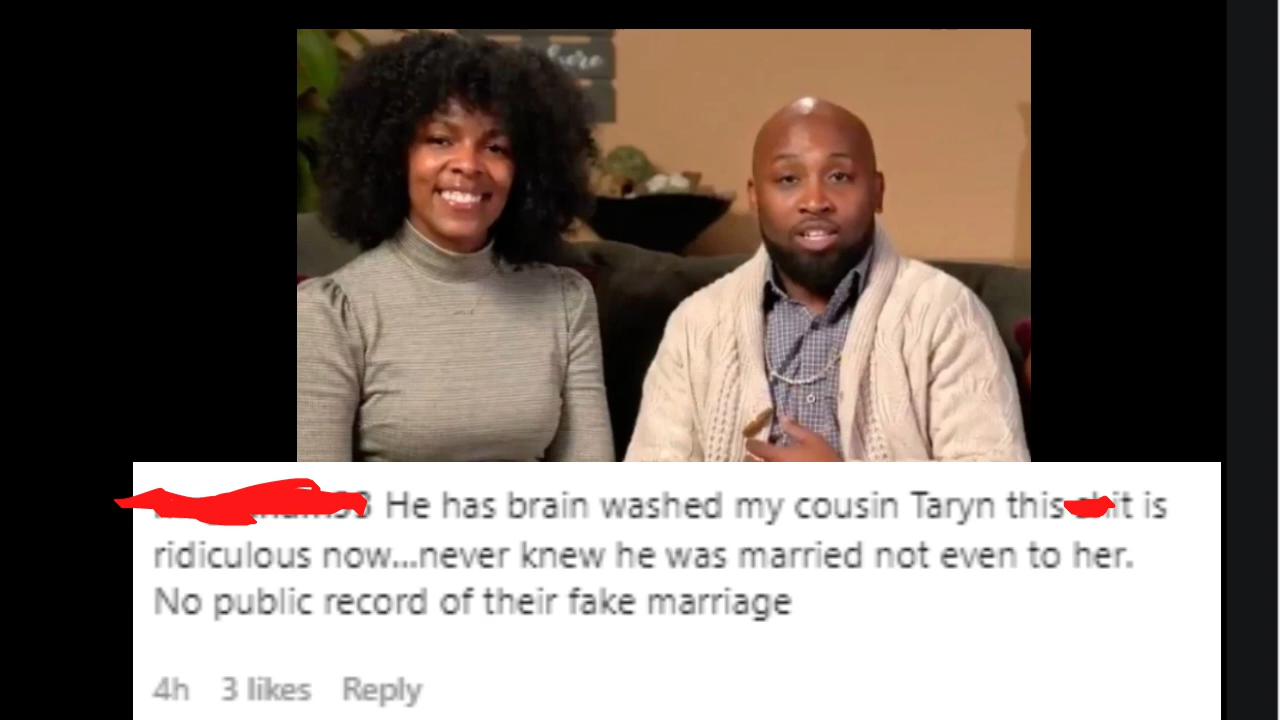 here
He has brain washed my cousin Taryn this is
ridiculous now...never knew he was married not even to her.
No public record of their fake marriage
4h 3 likes Reply